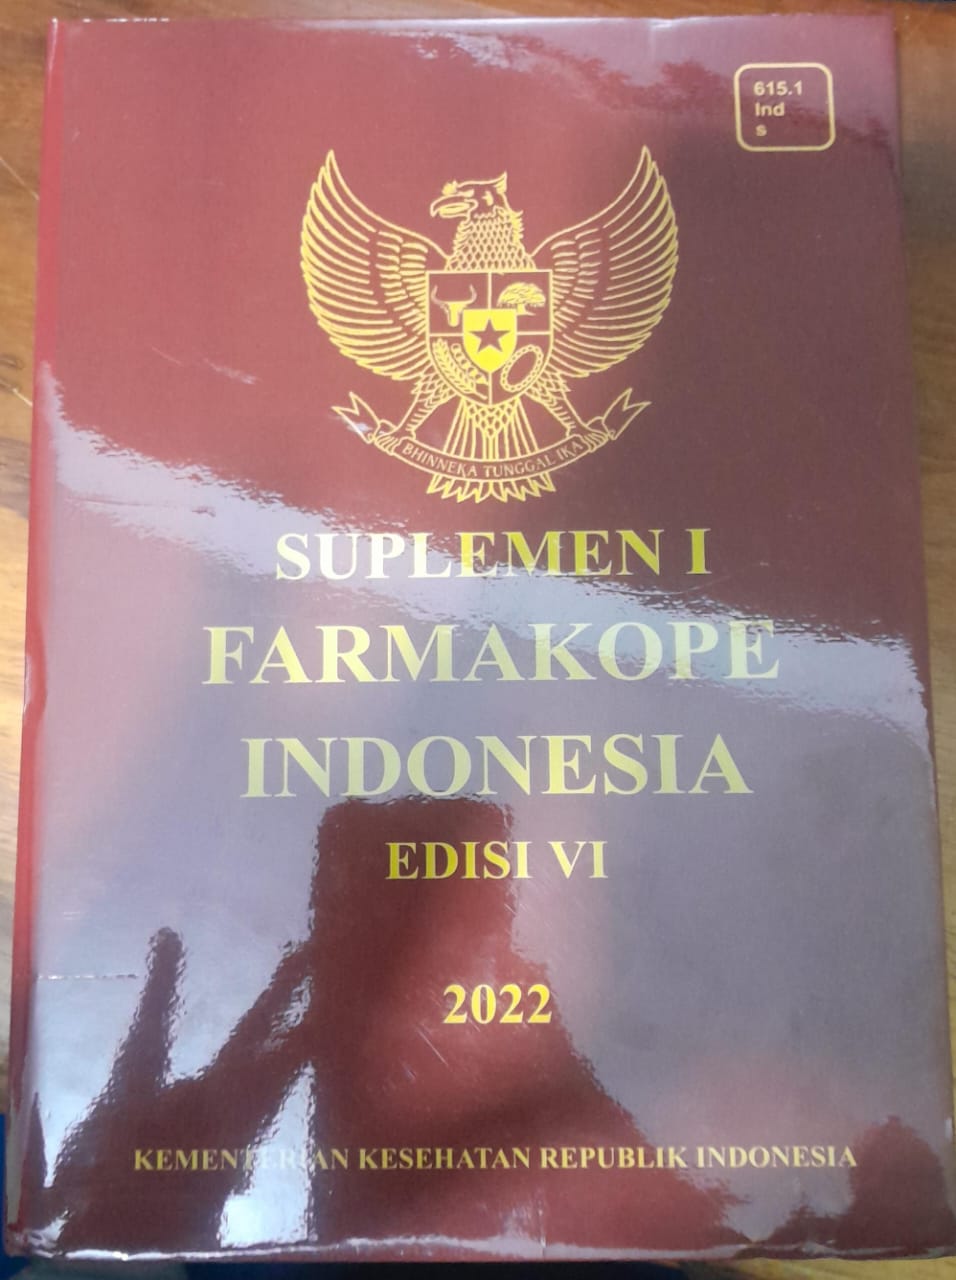 615.1
Ind
s
BHINNEKA TUNGGAL IKA
SUPLEMEN I
FARMAKOPE
INDONESIA
EDISI VI
2022
KEMENTERIAN KESEHATAN REPUBLIK INDONESIA